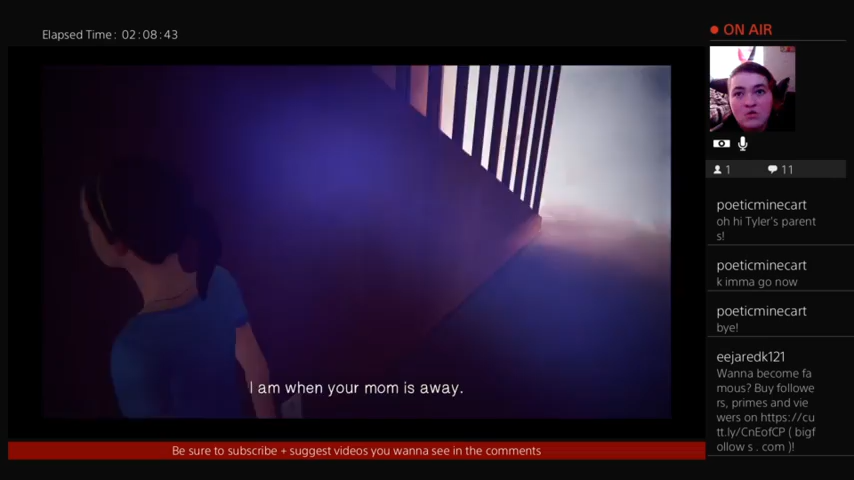 Elapsed Time: 02:08:43
ON AIR
1
11
poeticminecart
oh hi Tyler's parent
s!
poeticminecart
k imma go now
poeticminecart
bye!
eejaredk121
Wanna become fa
mous? Buy followe
rs, primes and vie
wers on https://cu
tt.ly/CnEofCP ( bigf
ollow s . com )!
I am when your mom is away.
Be sure to subscribe + suggest videos you wanna see in the comments